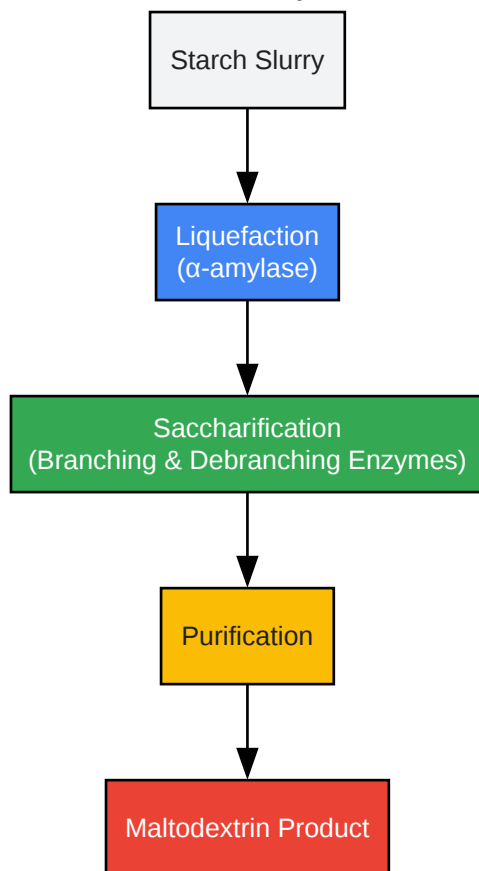 Starch Slurry
Liquefaction
(α-amylase)
Saccharification
(Branching & Debranching Enzymes)
Purification
Maltodextrin Product